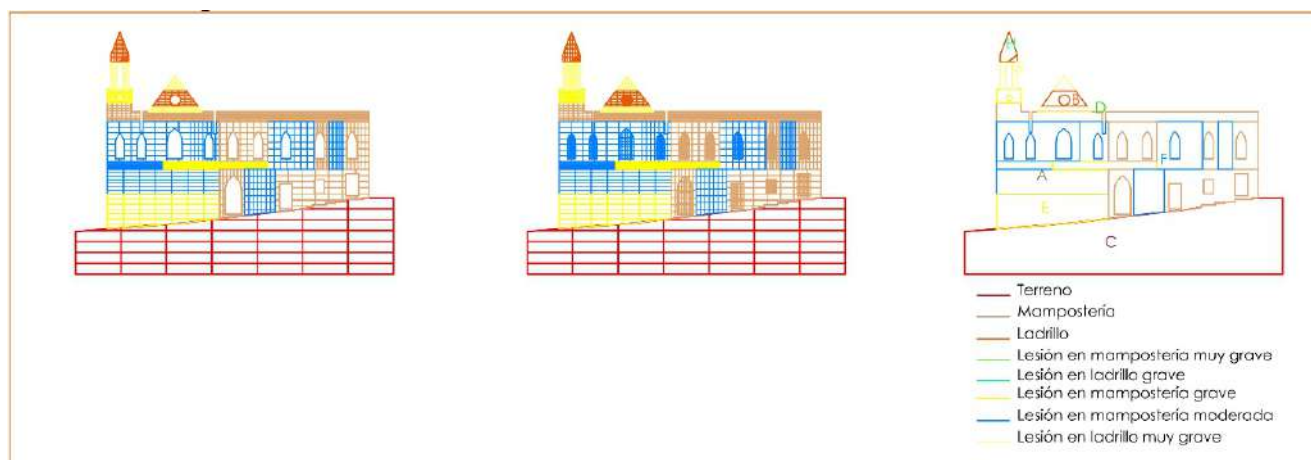 B
D
F
A
E
C
Terreno
Mampostería
Ladrillo
Lesión en mampostería muy grave
Lesión en ladrillo grave
Lesión en mampostería grave
Lesión en mampostería moderada
Lesión en ladrillo muy grave